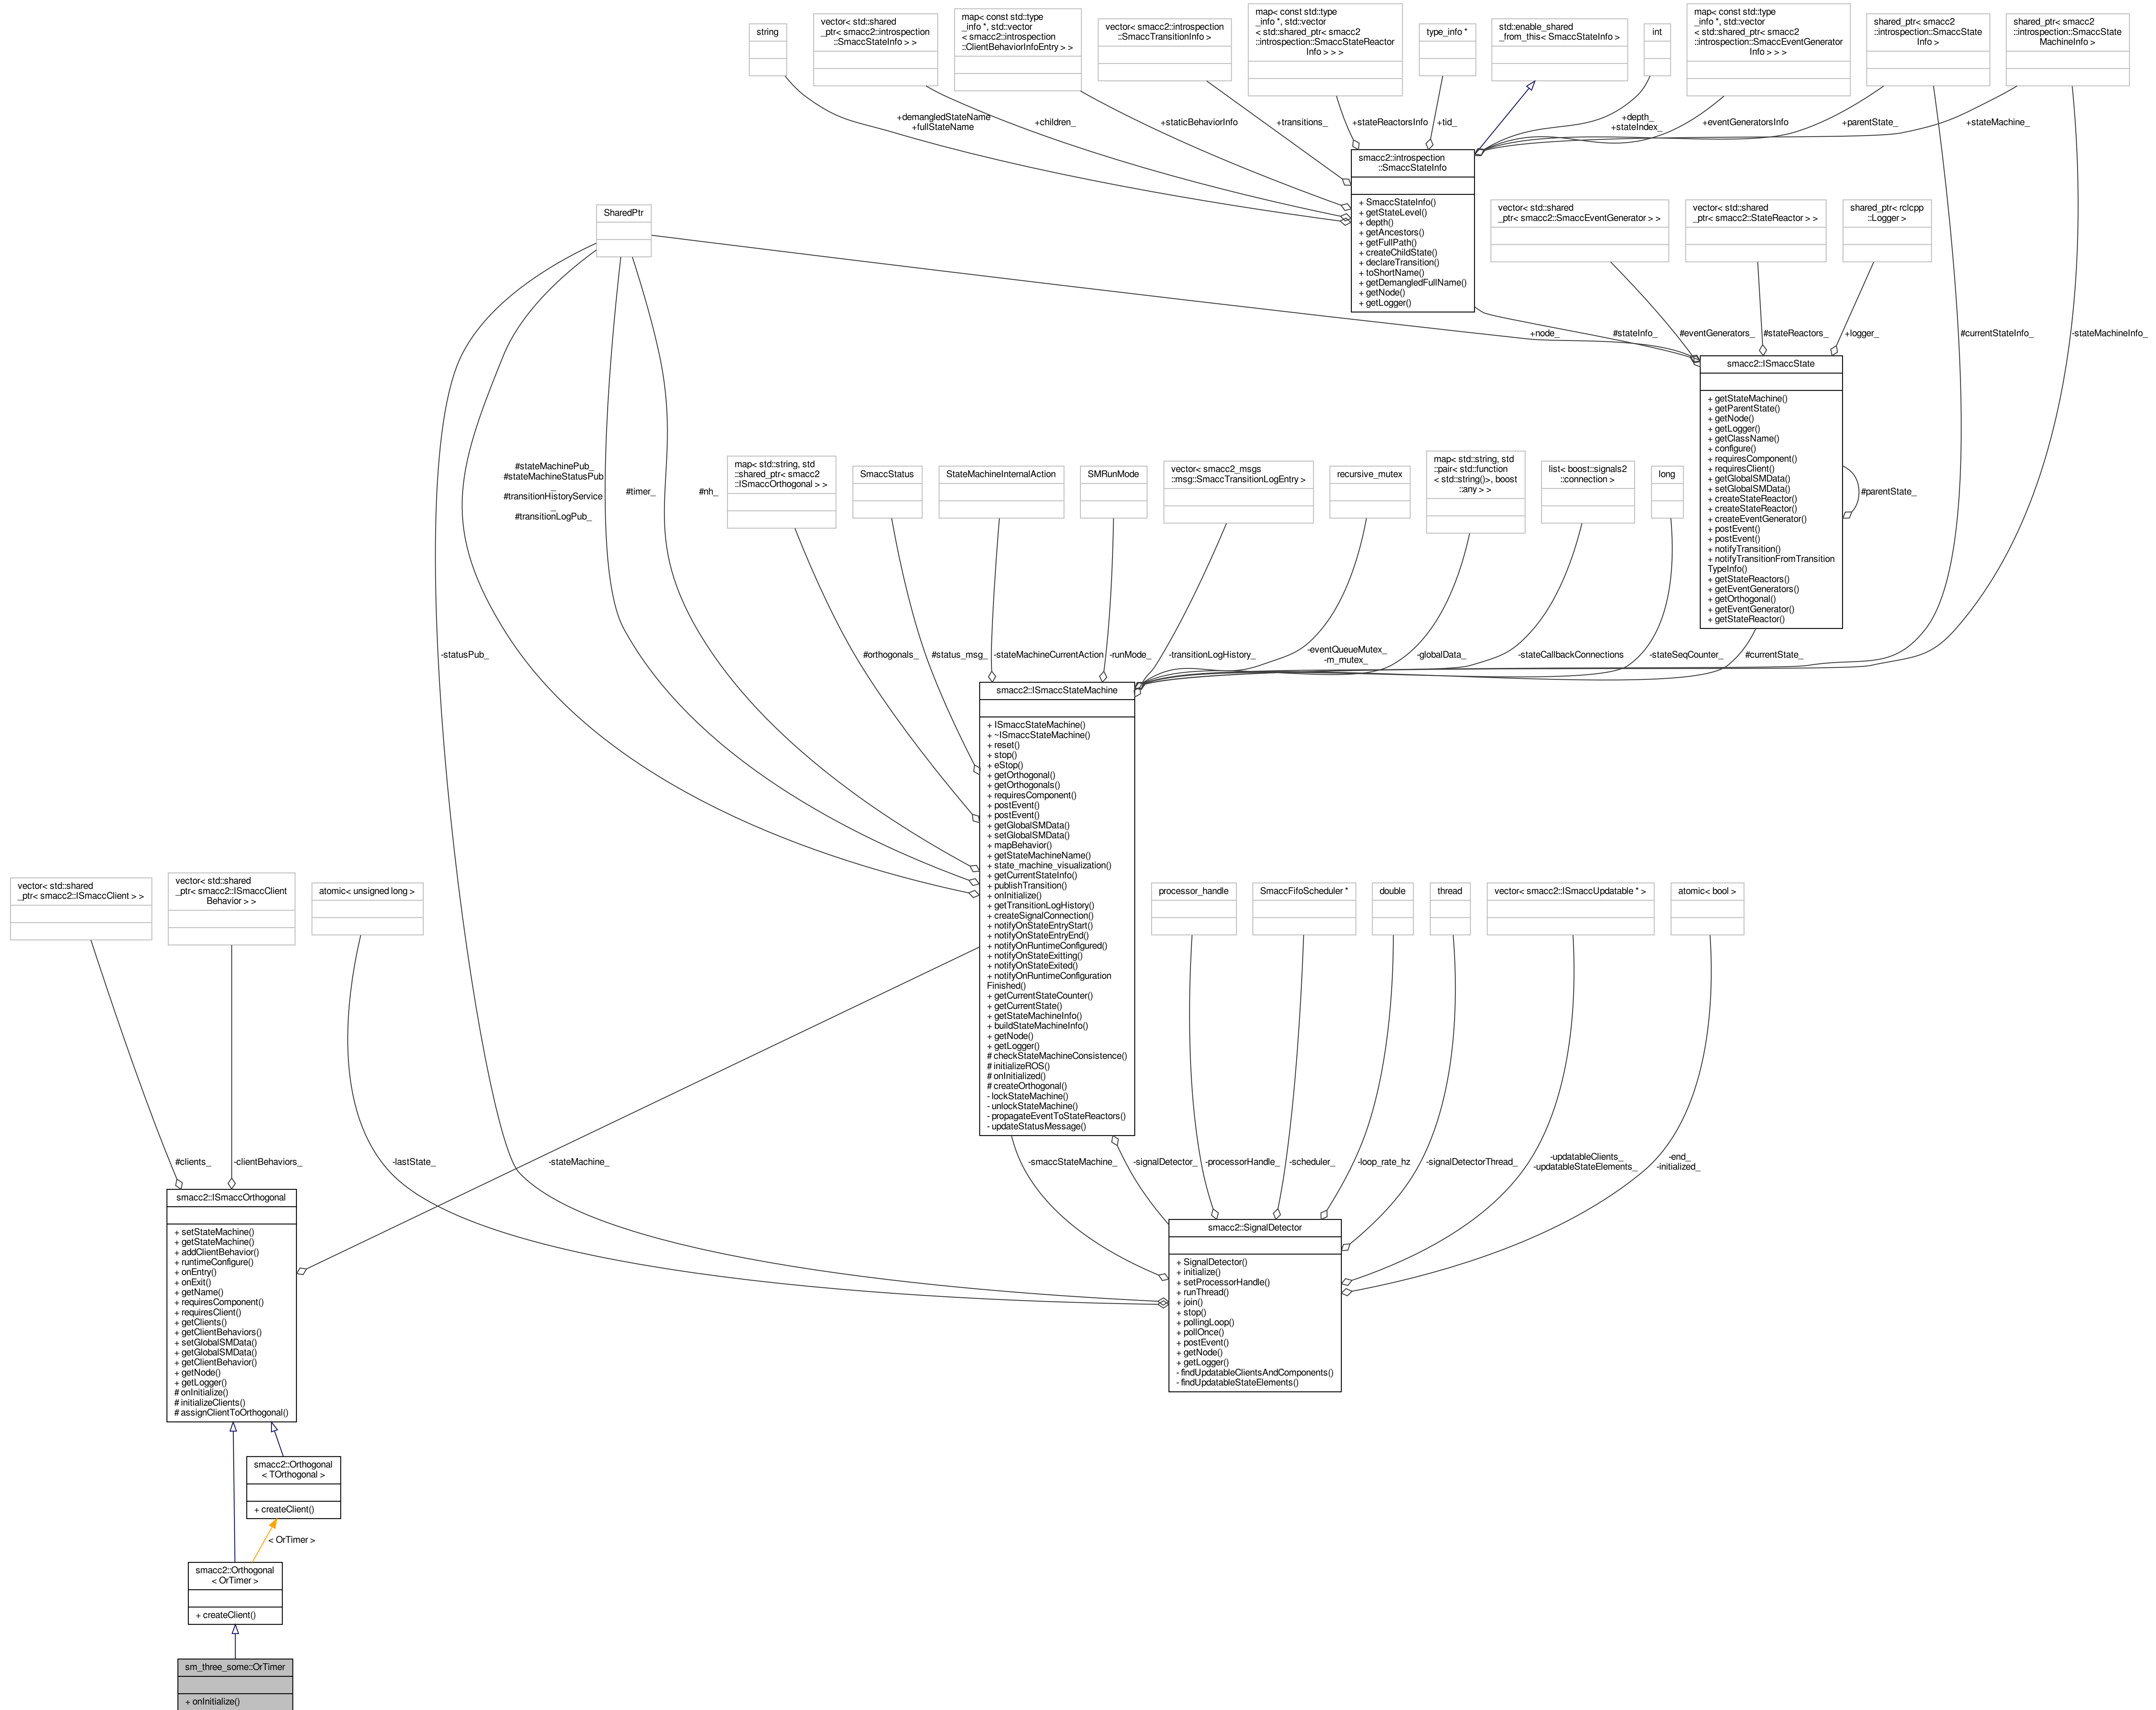 string
vector< std::shared
_ptr< smacc2::introspection
::SmaccStateInfo > >
map< const std::type
_info *, std::vector
< smacc2::introspection
::ClientBehaviorInfoEntry > >
vector< smacc2::introspection
::SmaccTransitionInfo >
map< const std::type
_info *, std::vector
< std::shared_ptr< smacc2
::introspection::SmaccStateReactor
Info > > >
type_info *
std::enable_shared
_from_this< SmaccStateInfo >
int
map< const std::type
_info *, std::vector
< std::shared_ptr< smacc2
::introspection::SmaccEventGenerator
Info > > >
shared_ptr< smacc2
::introspection::SmaccState
Info >
shared_ptr< smacc2
::introspection::SmaccState
MachineInfo >
+demangledStateName
+fullStateName
+children_
+staticBehaviorInfo
+transitions_
+stateReactorsInfo
+tid_
+depth_
+stateIndex_
+eventGeneratorsInfo
+parentState_
+stateMachine_
smacc2::introspection
::SmaccStateInfo
+ SmaccStateInfo()
+ getStateLevel()
+ depth()
+ getAncestors()
+ getFullPath()
+ createChildState()
+ declareTransition()
+ toShortName()
+ getDemangledFullName()
+ getNode()
+ getLogger()
SharedPtr
vector< std::shared
_ptr< smacc2::SmaccEventGenerator > >
vector< std::shared
_ptr< smacc2::StateReactor > >
shared_ptr< rclcpp
::Logger >
+node_
#stateInfo_
#eventGenerators_
#stateReactors_
+logger_
#currentStateInfo_
-stateMachineInfo_
smacc2::ISmaccState
+ getStateMachine()
+ getParentState()
+ getNode()
+ getLogger()
+ getClassName()
+ configure()
+ requiresComponent()
+ requiresClient()
+ getGlobalSMData()
+ setGlobalSMData()
+ createStateReactor()
+ createStateReactor()
+ createEventGenerator()
+ postEvent()
+ postEvent()
+ notifyTransition()
+ notifyTransitionFromTransition
TypeInfo()
+ getStateReactors()
+ getEventGenerators()
+ getOrthogonal()
+ getEventGenerator()
+ getStateReactor()
#parentState_
#stateMachinePub_
#stateMachineStatusPub
_
#transitionHistoryService
_
#transitionLogPub_
#timer_
#nh_
map< std::string, std
::shared_ptr< smacc2
::ISmaccOrthogonal > >
SmaccStatus
StateMachineInternalAction
SMRunMode
vector< smacc2_msgs
::msg::SmaccTransitionLogEntry >
recursive_mutex
map< std::string, std
::pair< std::function
< std::string()>, boost
::any > >
list< boost::signals2
::connection >
long
-statusPub_
#orthogonals_
#status_msg_
-stateMachineCurrentAction
-runMode_
-transitionLogHistory_
-eventQueueMutex_
-m_mutex_
-globalData_
-stateCallbackConnections
-stateSeqCounter_
#currentState_
smacc2::ISmaccStateMachine
+ ISmaccStateMachine()
+ ~ISmaccStateMachine()
+ reset()
+ stop()
+ eStop()
+ getOrthogonal()
+ getOrthogonals()
+ requiresComponent()
+ postEvent()
+ postEvent()
+ getGlobalSMData()
+ setGlobalSMData()
+ mapBehavior()
+ getStateMachineName()
+ state_machine_visualization()
+ getCurrentStateInfo()
+ publishTransition()
+ onInitialize()
+ getTransitionLogHistory()
+ createSignalConnection()
+ notifyOnStateEntryStart()
+ notifyOnStateEntryEnd()
+ notifyOnRuntimeConfigured()
+ notifyOnStateExitting()
+ notifyOnStateExited()
+ notifyOnRuntimeConfiguration
Finished()
+ getCurrentStateCounter()
+ getCurrentState()
+ getStateMachineInfo()
+ buildStateMachineInfo()
+ getNode()
+ getLogger()
# checkStateMachineConsistence()
# initializeROS()
# onInitialized()
# createOrthogonal()
- lockStateMachine()
- unlockStateMachine()
- propagateEventToStateReactors()
- updateStatusMessage()
vector< std::shared
_ptr< smacc2::ISmaccClient > >
vector< std::shared
_ptr< smacc2::ISmaccClient
Behavior > >
atomic< unsigned long >
processor_handle
SmaccFifoScheduler *
double
thread
vector< smacc2::ISmaccUpdatable * >
atomic< bool >
#clients_
-clientBehaviors_
-lastState_
-stateMachine_
-smaccStateMachine_
-signalDetector_
-processorHandle_
-scheduler_
-loop_rate_hz
-signalDetectorThread_
-updatableClients_
-updatableStateElements_
-end_
-initialized_
smacc2::ISmaccOrthogonal
+ setStateMachine()
+ getStateMachine()
+ addClientBehavior()
+ runtimeConfigure()
+ onEntry()
+ onExit()
+ getName()
+ requiresComponent()
+ requiresClient()
+ getClients()
+ getClientBehaviors()
+ setGlobalSMData()
+ getGlobalSMData()
+ getClientBehavior()
+ getNode()
+ getLogger()
# onInitialize()
# initializeClients()
# assignClientToOrthogonal()
smacc2::SignalDetector
+ SignalDetector()
+ initialize()
+ setProcessorHandle()
+ runThread()
+ join()
+ stop()
+ pollingLoop()
+ pollOnce()
+ postEvent()
+ getNode()
+ getLogger()
- findUpdatableClientsAndComponents()
- findUpdatableStateElements()
smacc2::Orthogonal
< TOrthogonal >
+ createClient()
< OrTimer >
smacc2::Orthogonal
< OrTimer >
+ createClient()
sm_three_some::OrTimer
+ onInitialize()